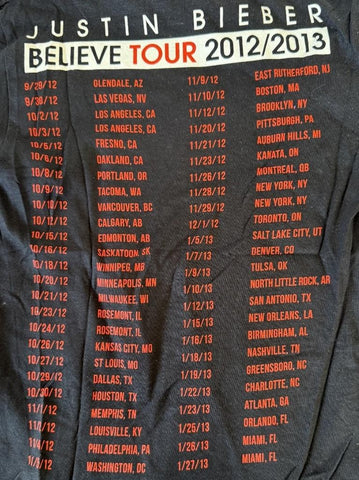 JUSTIN BIEBER
BELIEVE TOUR 2012/2013
9/29/12 GLENDALE, AZ
9/30/12 LAS VEGAS, NV
10/2/12 LOS ANGELES, CA
10/3/12 LOS ANGELES, CA
10/5/12 FRESNO, CA
10/6/12 OAKLAND, CA
10/8/12 PORTLAND, OR
10/9/12 TACOMA, WA
10/10/12 VANCOUVER, BC
10/12/12 CALGARY, AB
10/15/12 EDMONTON, AB
10/16/12 SASKATOON, SK
10/18/12 WINNIPEG, MB
10/20/12 MINNEAPOLIS, MN
10/21/12 MILWAUKEE, WI
10/23/12 ROSEMONT, IL
10/24/12 ROSEMONT, IL
10/26/12 KANSAS CITY, MO
10/27/12 ST LOUIS, MO
10/29/12 DALLAS, TX
10/30/12 HOUSTON, TX
11/1/12 MEMPHIS, TN
11/2/12 LOUISVILLE, KY
11/4/12 PHILADELPHIA, PA
11/5/12 WASHINGTON, DC
11/9/12 EAST RUTHERFORD, NJ
11/10/12 BOSTON, MA
11/12/12 BROOKLYN, NY
11/20/12 PITTSBURGH, PA
11/21/12 AUBURN HILLS, MI
11/23/12 KANATA, ON
11/26/12 MONTREAL, QB
11/28/12 NEW YORK, NY
11/29/12 NEW YORK, NY
12/1/12 TORONTO, ON
1/5/13 SALT LAKE CITY, UT
1/7/13 DENVER, CO
1/9/13 TULSA, OK
1/10/13 NORTH LITTLE ROCK, AR
1/12/13 SAN ANTONIO, TX
1/15/13 NEW ORLEANS, LA
1/16/13 BIRMINGHAM, AL
1/18/13 NASHVILLE, TN
1/19/13 GREENSBORO, NC
1/22/13 CHARLOTTE, NC
1/23/13 ATLANTA, GA
1/25/13 ORLANDO, FL
1/26/13 MIAMI, FL
1/27/13 MIAMI, FL